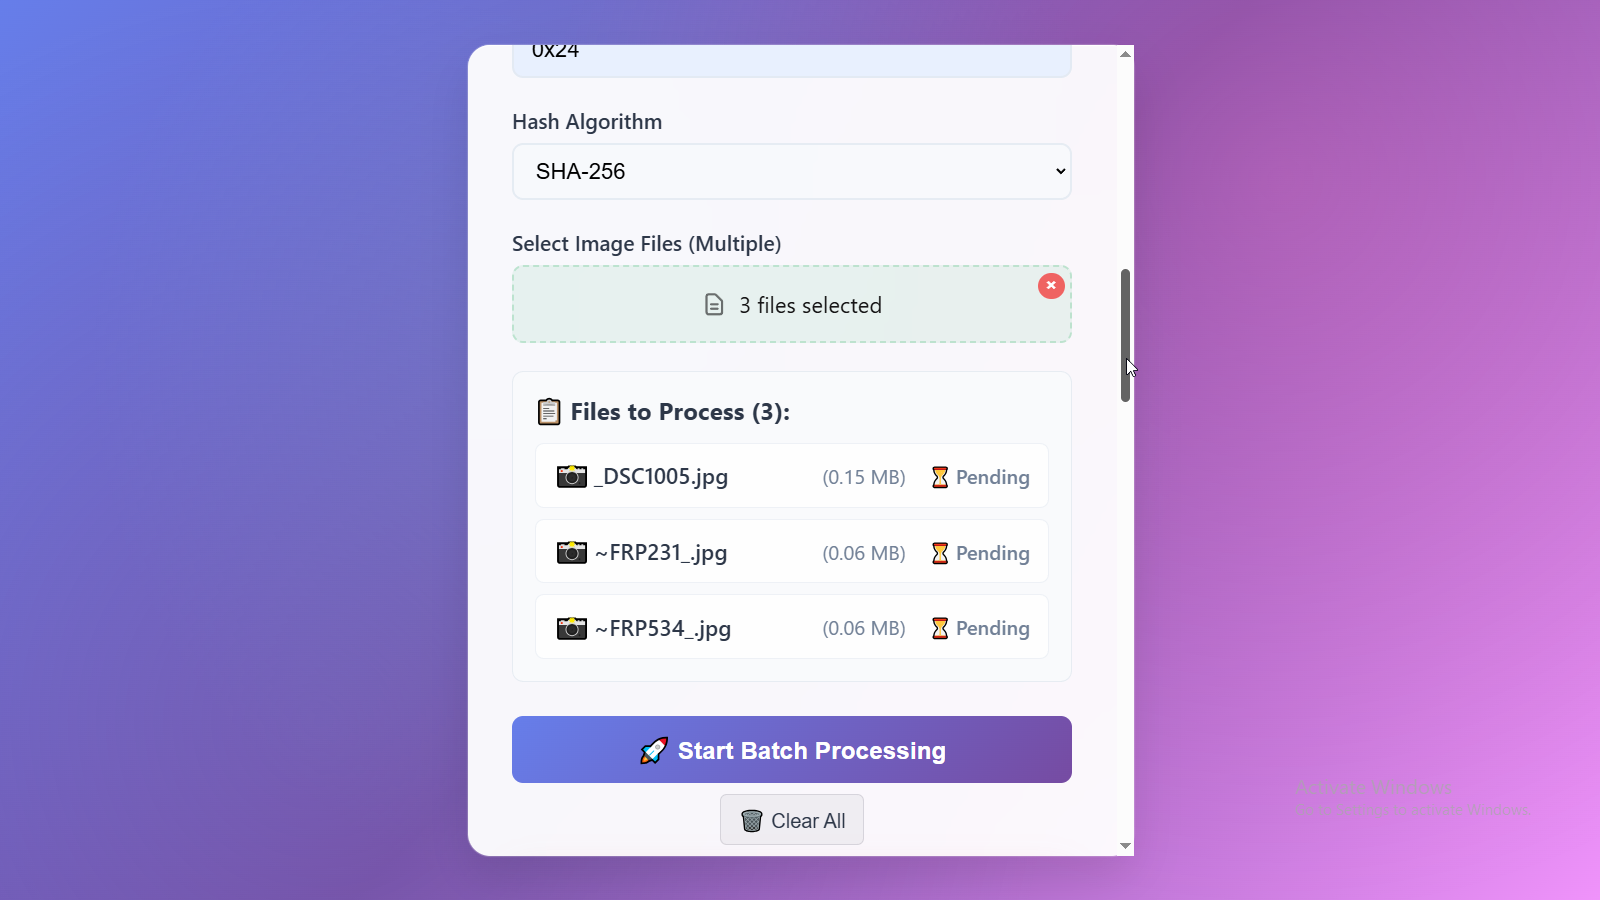 0x24
Hash Algorithm
SHA-256
Select Image Files (Multiple)
3 files selected
Files to Process (3):
_DSC1005.jpg (0.15 MB) Pending
~FRP231_.jpg (0.06 MB) Pending
~FRP534_.jpg (0.06 MB) Pending
Start Batch Processing
Clear All
Activate Windows
Go to Settings to activate Windows.